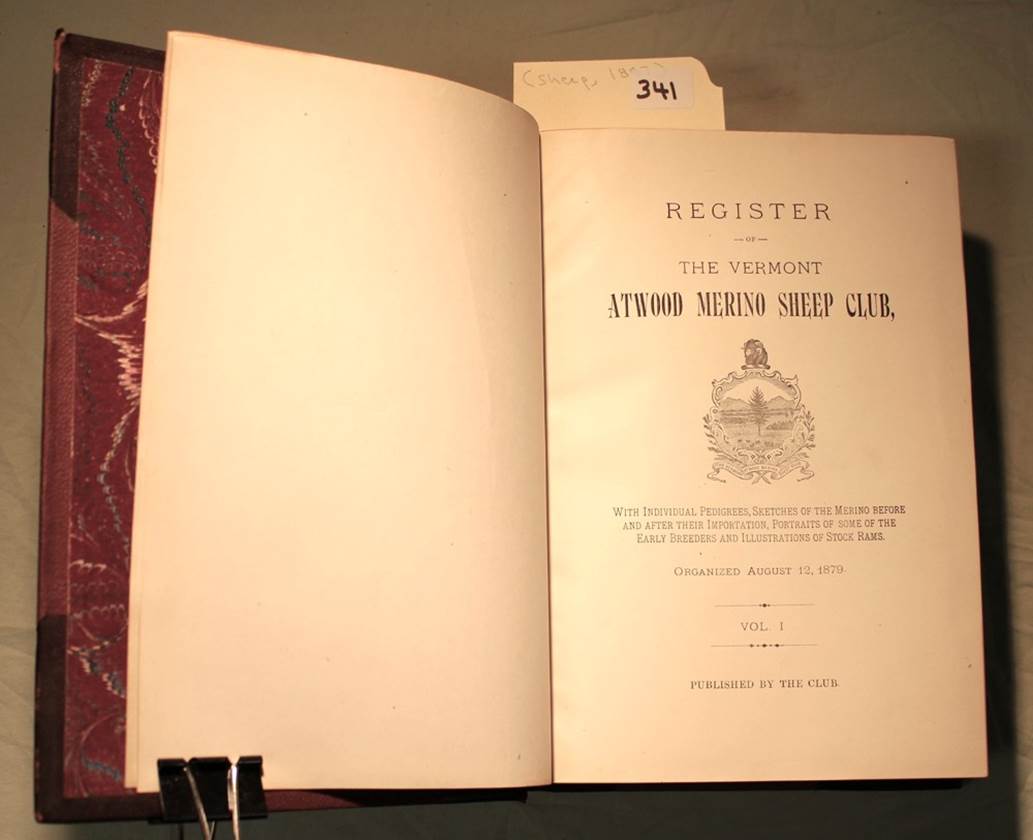 (Sheep,
341
REGISTER
—OF—
THE VERMONT
ATWOOD MERINO SHEEP CLUB,
WITH INDIVIDUAL PEDIGREES, SKETCHES OF THE MERINO BEFORE
AND AFTER THEIR IMPORTATION, PORTRAITS OF SOME OF THE
EARLY BREEDERS AND ILLUSTRATIONS OF STOCK RAMS.
ORGANIZED AUGUST 12, 1879.
VOL. I
PUBLISHED BY THE CLUB.